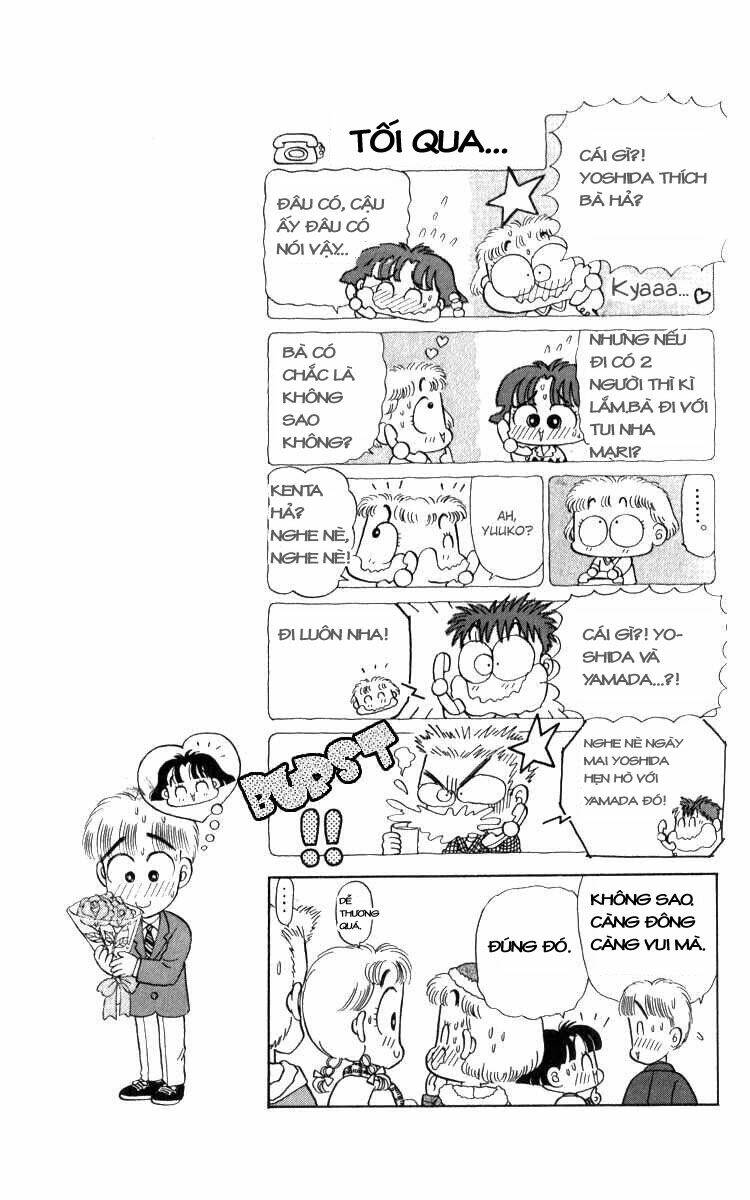 TỐI QUA...
CÁI GÌ?!
YOSHIDA THÍCH
BÀ HẢ?
Kyaaa...
ĐÂU CÓ, CẬU
ẤY ĐÂU CÓ
NÓI VẬY...
NHƯNG NẾU
ĐI CÓ 2
NGƯỜI THÌ KÌ
LẮM.BÀ ĐI VỚI
TUI NHA
MARI?
BÀ CÓ
CHẮC LÀ
KHÔNG
SAO
KHÔNG?
........
AH,
YUUKO?
KENTA
HẢ?
NGHE NÈ,
NGHE NÈ!
CÁI GÌ?! YO-
SHIDA VÀ
YAMADA...?!
ĐI LUÔN NHA!
NGHE NÈ NGÀY
MAI YOSHIDA
HẸN HÒ VỚI
YAMADA ĐÓ!
BURST
!!
KHÔNG SAO.
CÀNG ĐÔNG
CÀNG VUI MÀ.
ĐÚNG ĐÓ.
DỄ
THƯƠNG
QUÁ.
....